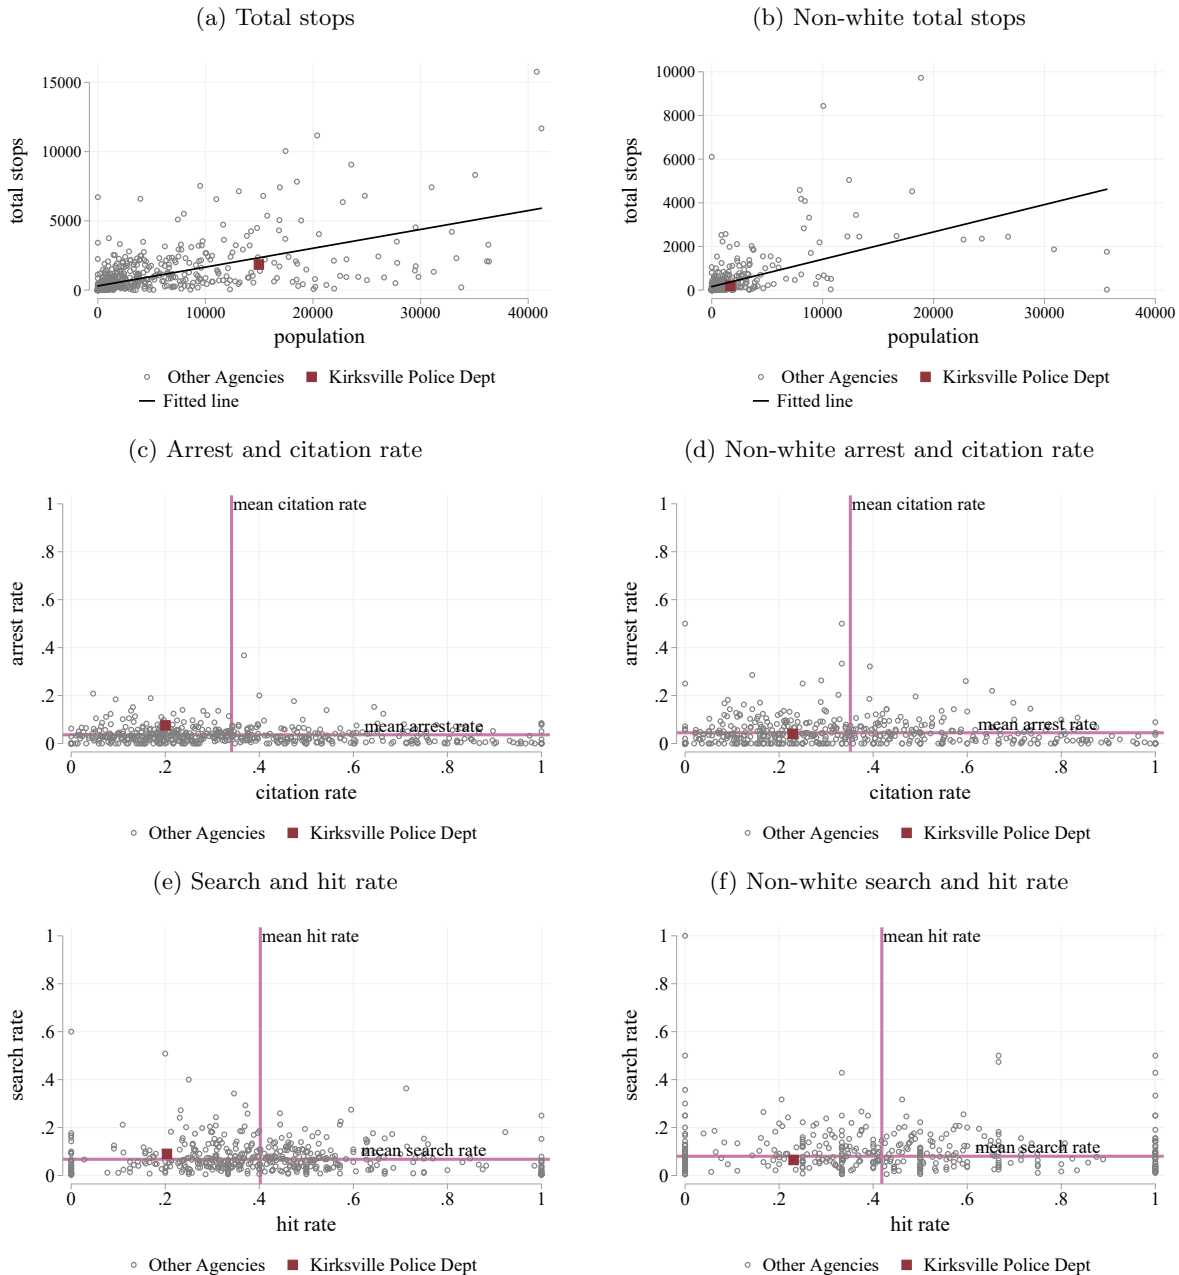 (a) Total stops
(b) Non-white total stops
total stops
15000
10000
5000
0
0 10000 20000 30000 40000
population
Other Agencies Kirksville Police Dept
Fitted line
total stops
10000
8000
6000
4000
2000
0
0 10000 20000 30000 40000
population
Other Agencies Kirksville Police Dept
Fitted line
(c) Arrest and citation rate
(d) Non-white arrest and citation rate
arrest rate
1
.8
.6
.4
.2
0
mean citation rate
mean arrest rate
0 .2 .4 .6 .8 1
citation rate
Other Agencies Kirksville Police Dept
arrest rate
1
.8
.6
.4
.2
0
mean citation rate
mean arrest rate
0 .2 .4 .6 .8 1
citation rate
Other Agencies Kirksville Police Dept
(e) Search and hit rate
(f) Non-white search and hit rate
search rate
1
.8
.6
.4
.2
0
mean hit rate
mean search rate
0 .2 .4 .6 .8 1
hit rate
Other Agencies Kirksville Police Dept
search rate
1
.8
.6
.4
.2
0
mean hit rate
mean search rate
0 .2 .4 .6 .8 1
hit rate
Other Agencies Kirksville Police Dept